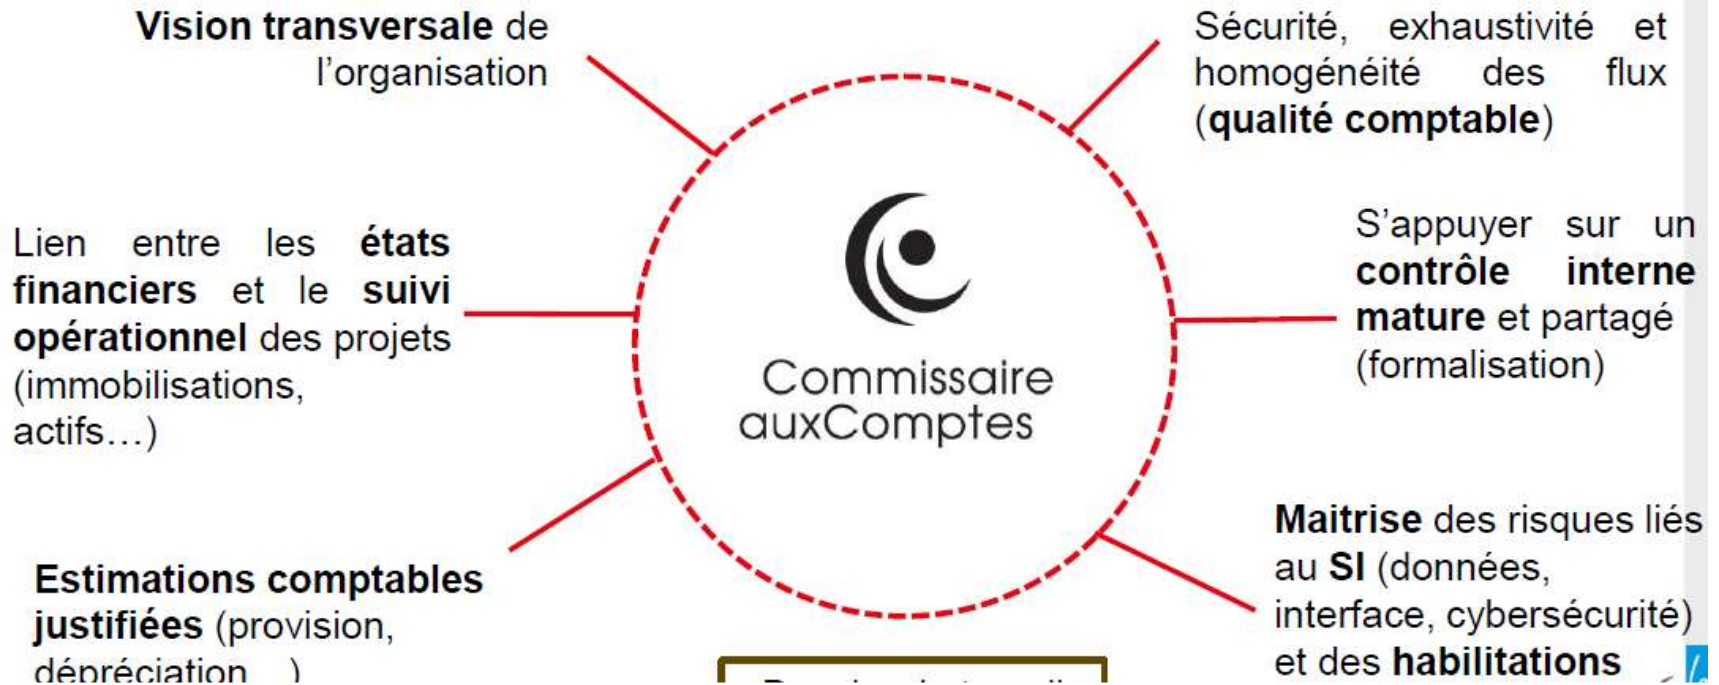 Vision transversale de
l'organisation
Sécurité, exhaustivité et
homogénéité des flux
(qualité comptable)
Lien entre les états
financiers et le suivi
opérationnel des projets
(immobilisations,
actifs…)
Commissaire
auxComptes
S'appuyer sur un
contrôle interne
mature et partagé
(formalisation)
Estimations comptables
justifiées (provision,
dépréciation…)
Maitrise des risques liés
au SI (données,
interface, cybersécurité)
et des habilitations